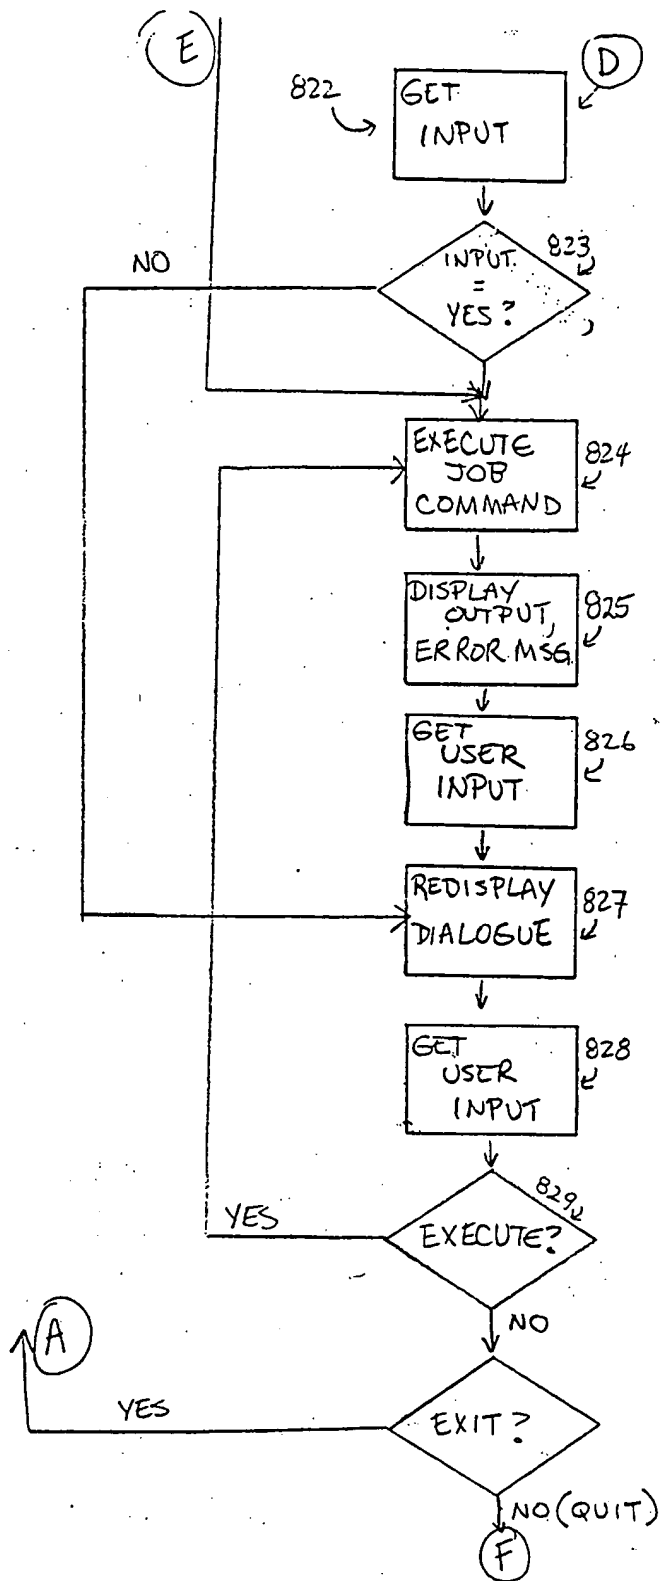 E
D
822
GET
INPUT
823
NO
INPUT
=
YES?
EXECUTE
JOB
COMMAND
824
DISPLAY
OUTPUT,
ERROR MSG
825
GET
USER
INPUT
826
REDISPLAY
DIALOGUE
827
GET
USER
INPUT
828
829
YES
EXECUTE?
NO
A
YES
EXIT?
NO (QUIT)
F